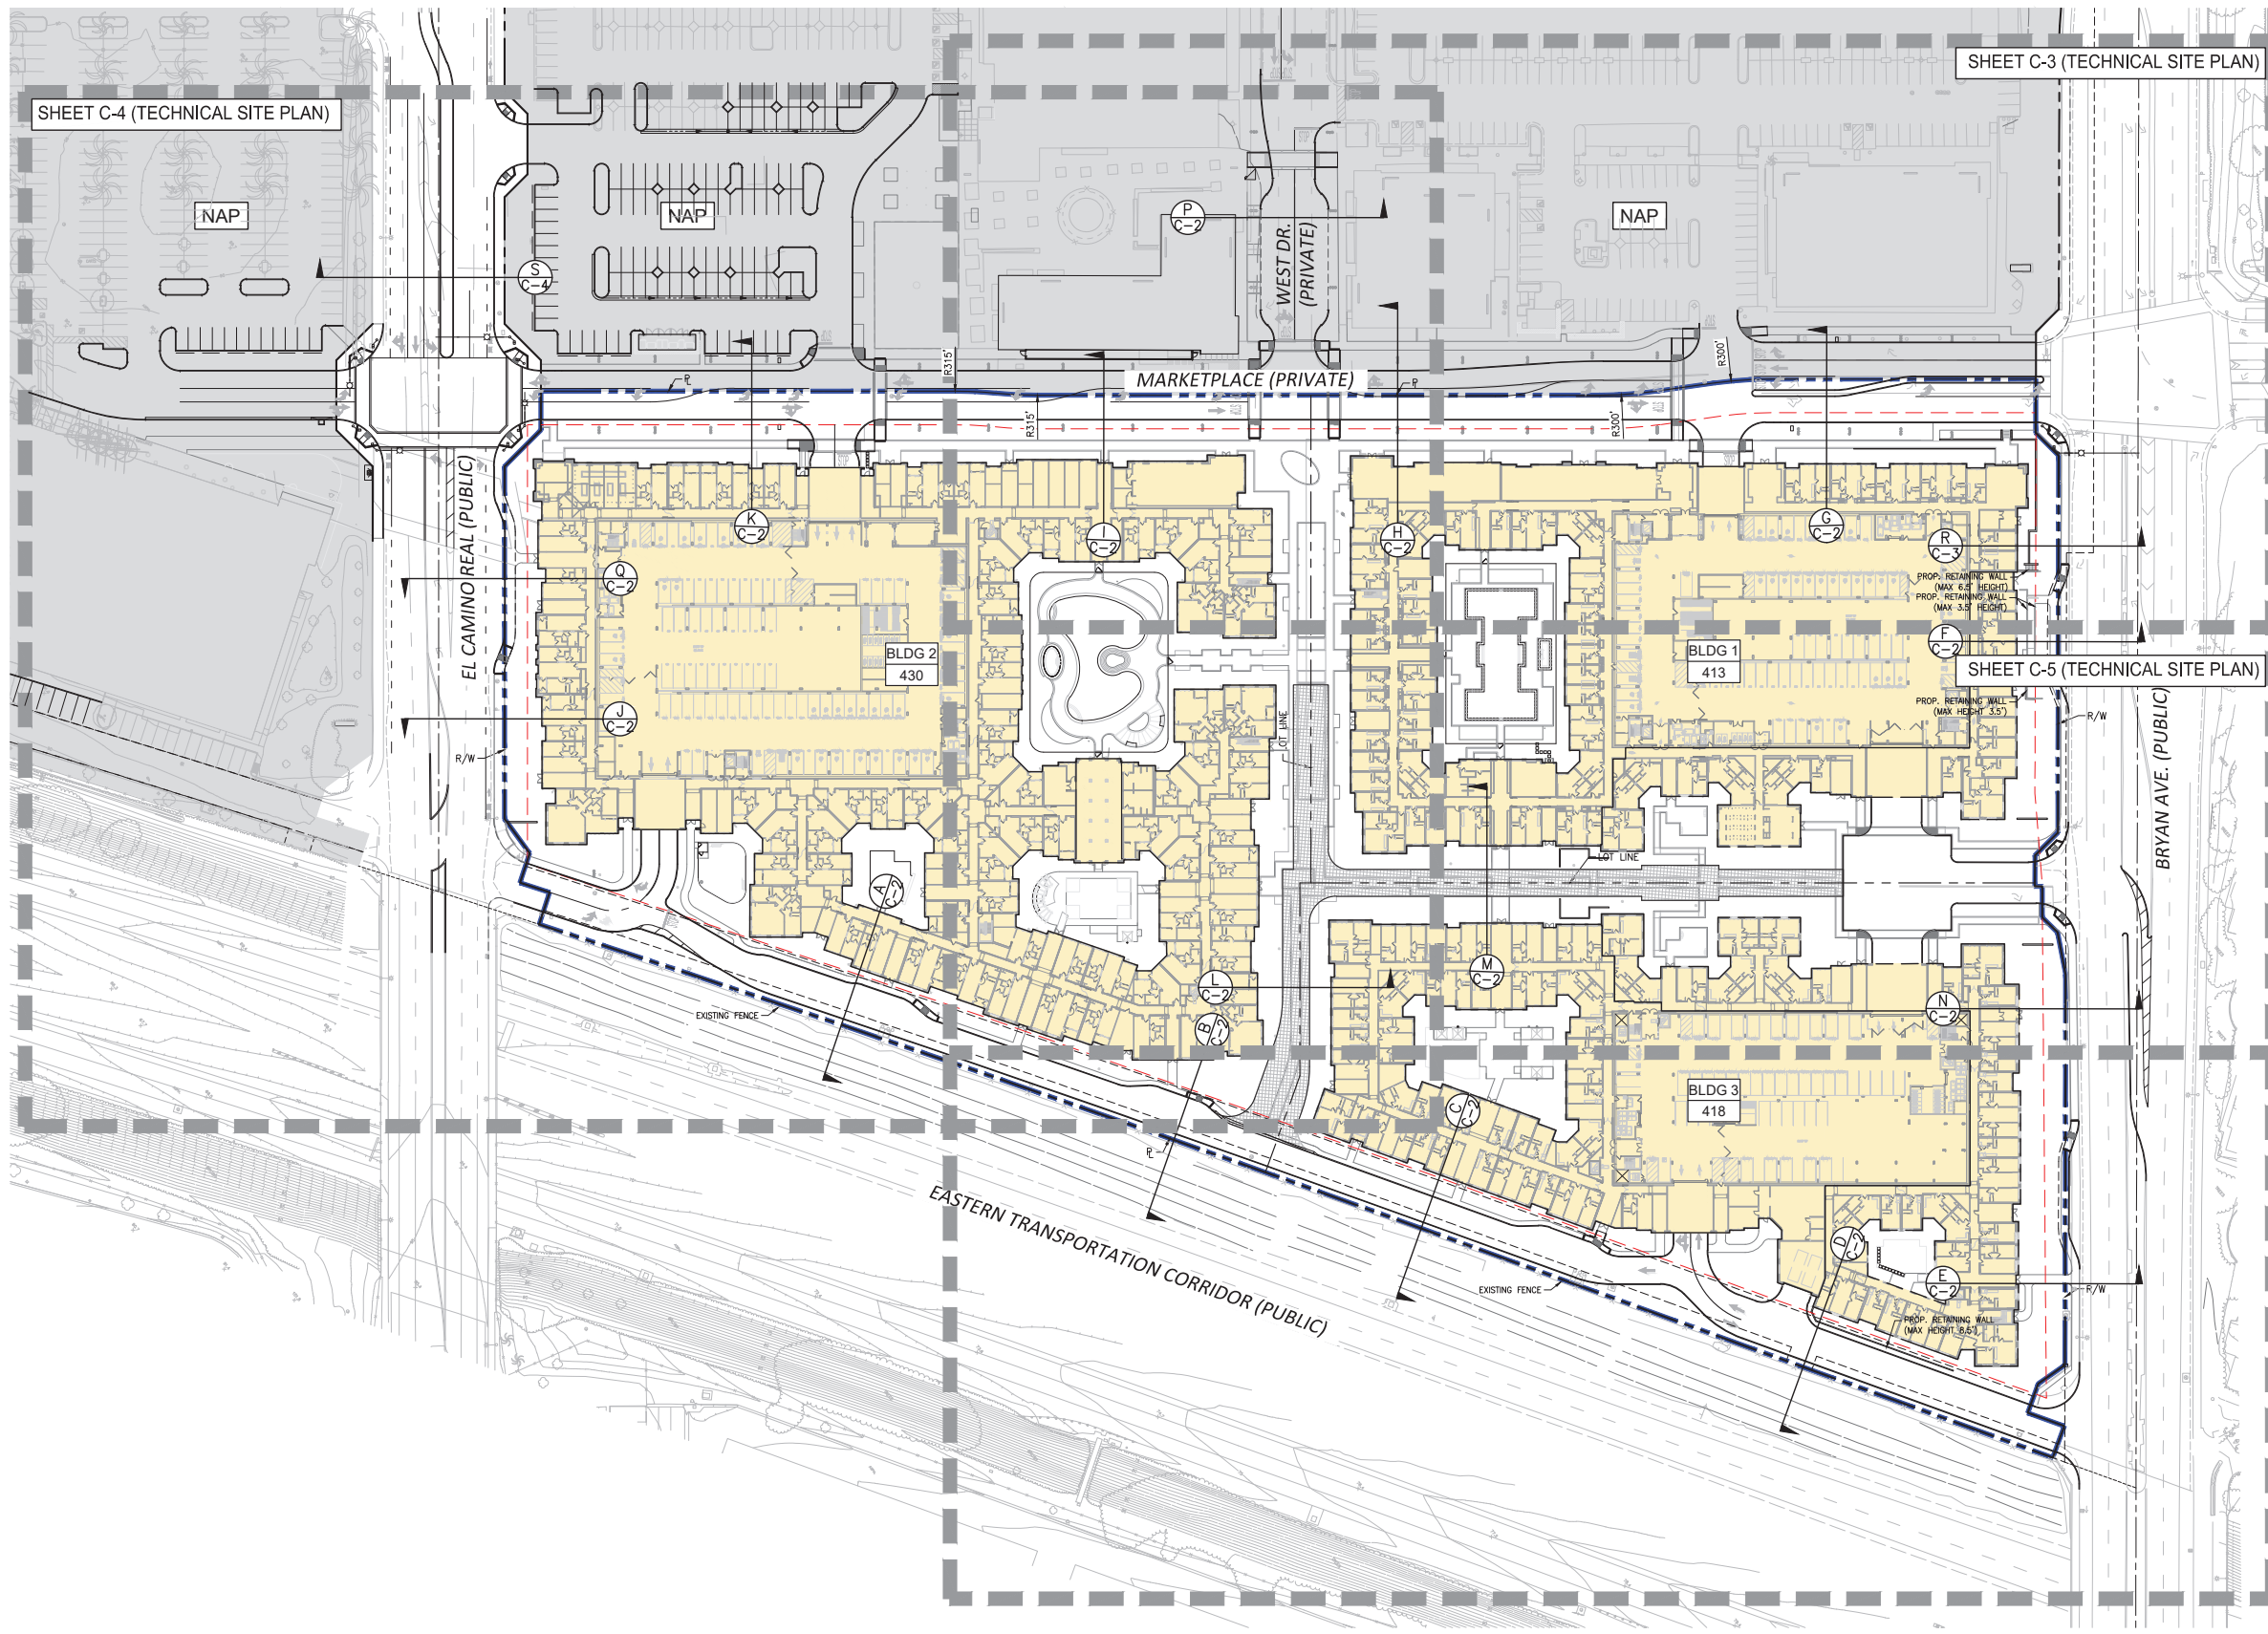 SHEET C-3 (TECHNICAL SITE PLAN)
SHEET C-4 (TECHNICAL SITE PLAN)
NAP
NAP
NAP
P
C-2
WEST DR.
(PRIVATE)
S
C-4
R315'
R300'
MARKETPLACE (PRIVATE)
R315'
R300'
EL CAMINO REAL (PUBLIC)
K
C-2
I
C-2
H
C-2
G
C-2
R
C-3
Q
C-2
PROP. RETAINING WALL
(MAX 6.5' HEIGHT)
PROP. RETAINING WALL
(MAX 3.5' HEIGHT)
F
C-2
BLDG 2
430
BLDG 1
413
SHEET C-5 (TECHNICAL SITE PLAN)
PROP. RETAINING WALL
(MAX HEIGHT 3.5')
J
C-2
LOT LINE
R/W
R/W
BRYAN AVE. (PUBLIC)
LOT LINE
A
C-2
L
C-2
M
C-2
N
C-2
EXISTING FENCE
B
C-2
BLDG 3
418
C
C-2
EASTERN TRANSPORTATION CORRIDOR (PUBLIC)
D
C-2
E
C-2
EXISTING FENCE
R/W
PROP. RETAINING WALL
(MAX HEIGHT 8.5')